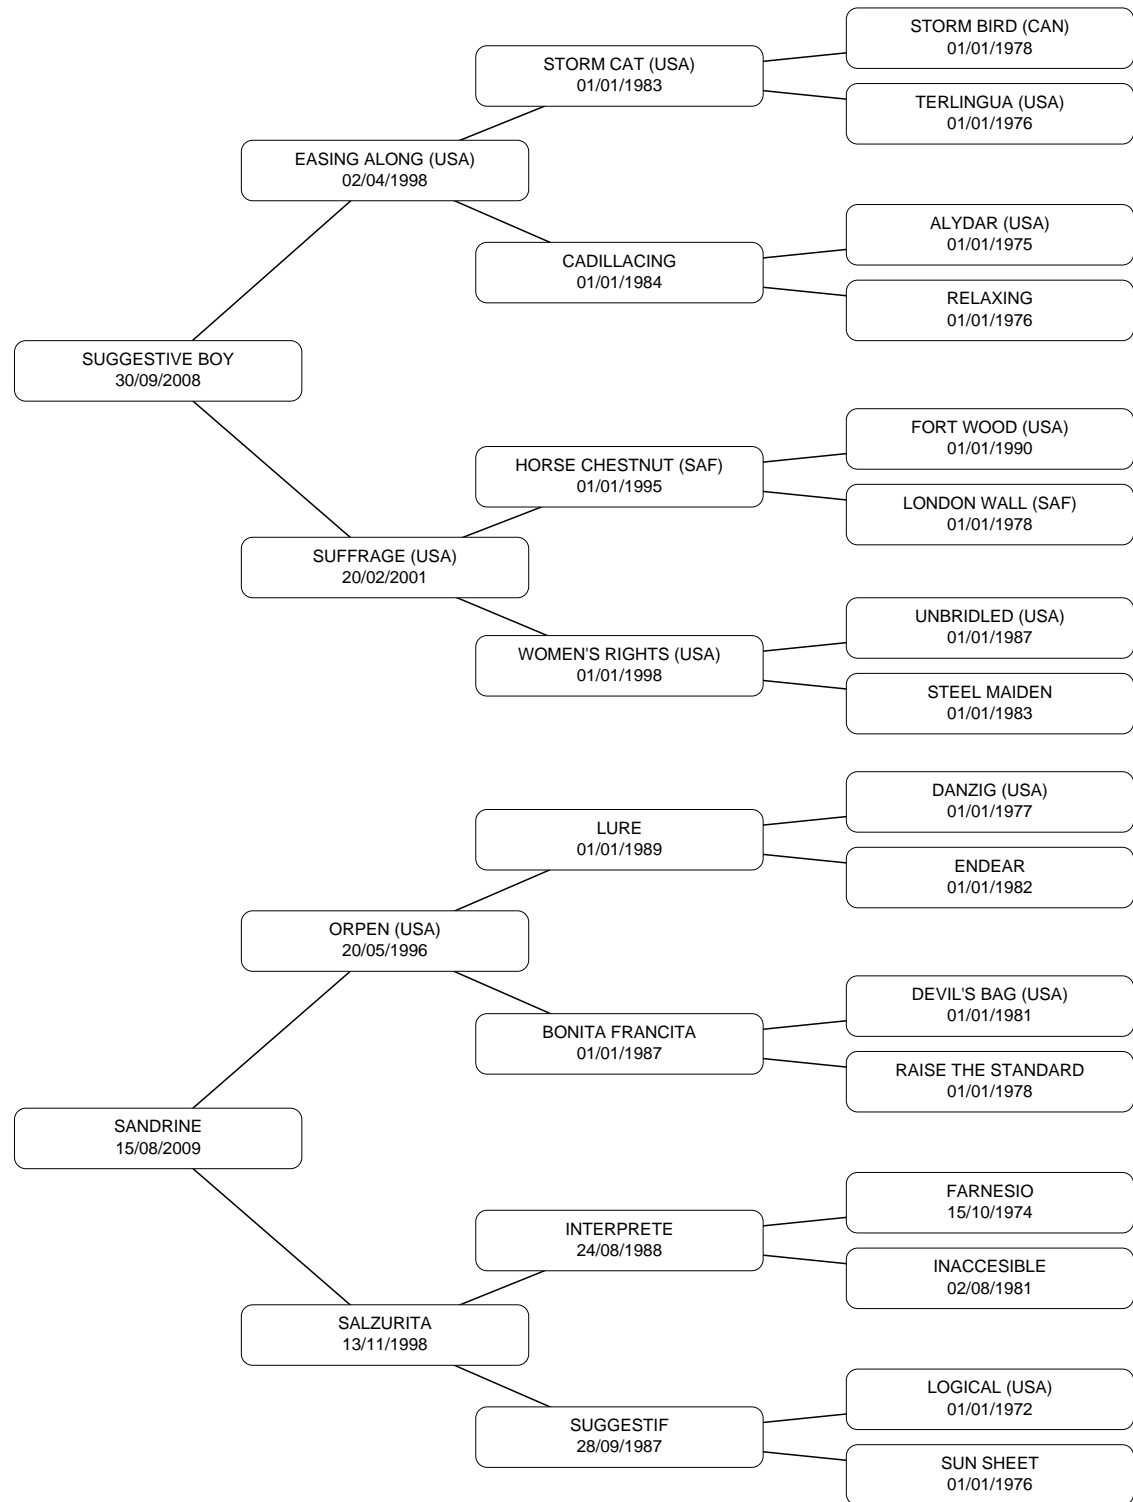 STORM BIRD (CAN)
01/01/1978
STORM CAT (USA)
01/01/1983
TERLINGUA (USA)
01/01/1976
EASING ALONG (USA)
02/04/1998
ALYDAR (USA)
01/01/1975
CADILLACING
01/01/1984
RELAXING
01/01/1976
SUGGESTIVE BOY
30/09/2008
FORT WOOD (USA)
01/01/1990
HORSE CHESTNUT (SAF)
01/01/1995
LONDON WALL (SAF)
01/01/1978
SUFFRAGE (USA)
20/02/2001
UNBRIDLED (USA)
01/01/1987
WOMEN'S RIGHTS (USA)
01/01/1998
STEEL MAIDEN
01/01/1983
DANZIG (USA)
01/01/1977
LURE
01/01/1989
ENDEAR
01/01/1982
ORPEN (USA)
20/05/1996
DEVIL'S BAG (USA)
01/01/1981
BONITA FRANCITA
01/01/1987
RAISE THE STANDARD
01/01/1978
SANDRINE
15/08/2009
FARNESIO
15/10/1974
INTERPRETE
24/08/1988
INACCESIBLE
02/08/1981
SALZURITA
13/11/1998
LOGICAL (USA)
01/01/1972
SUGGESTIF
28/09/1987
SUN SHEET
01/01/1976